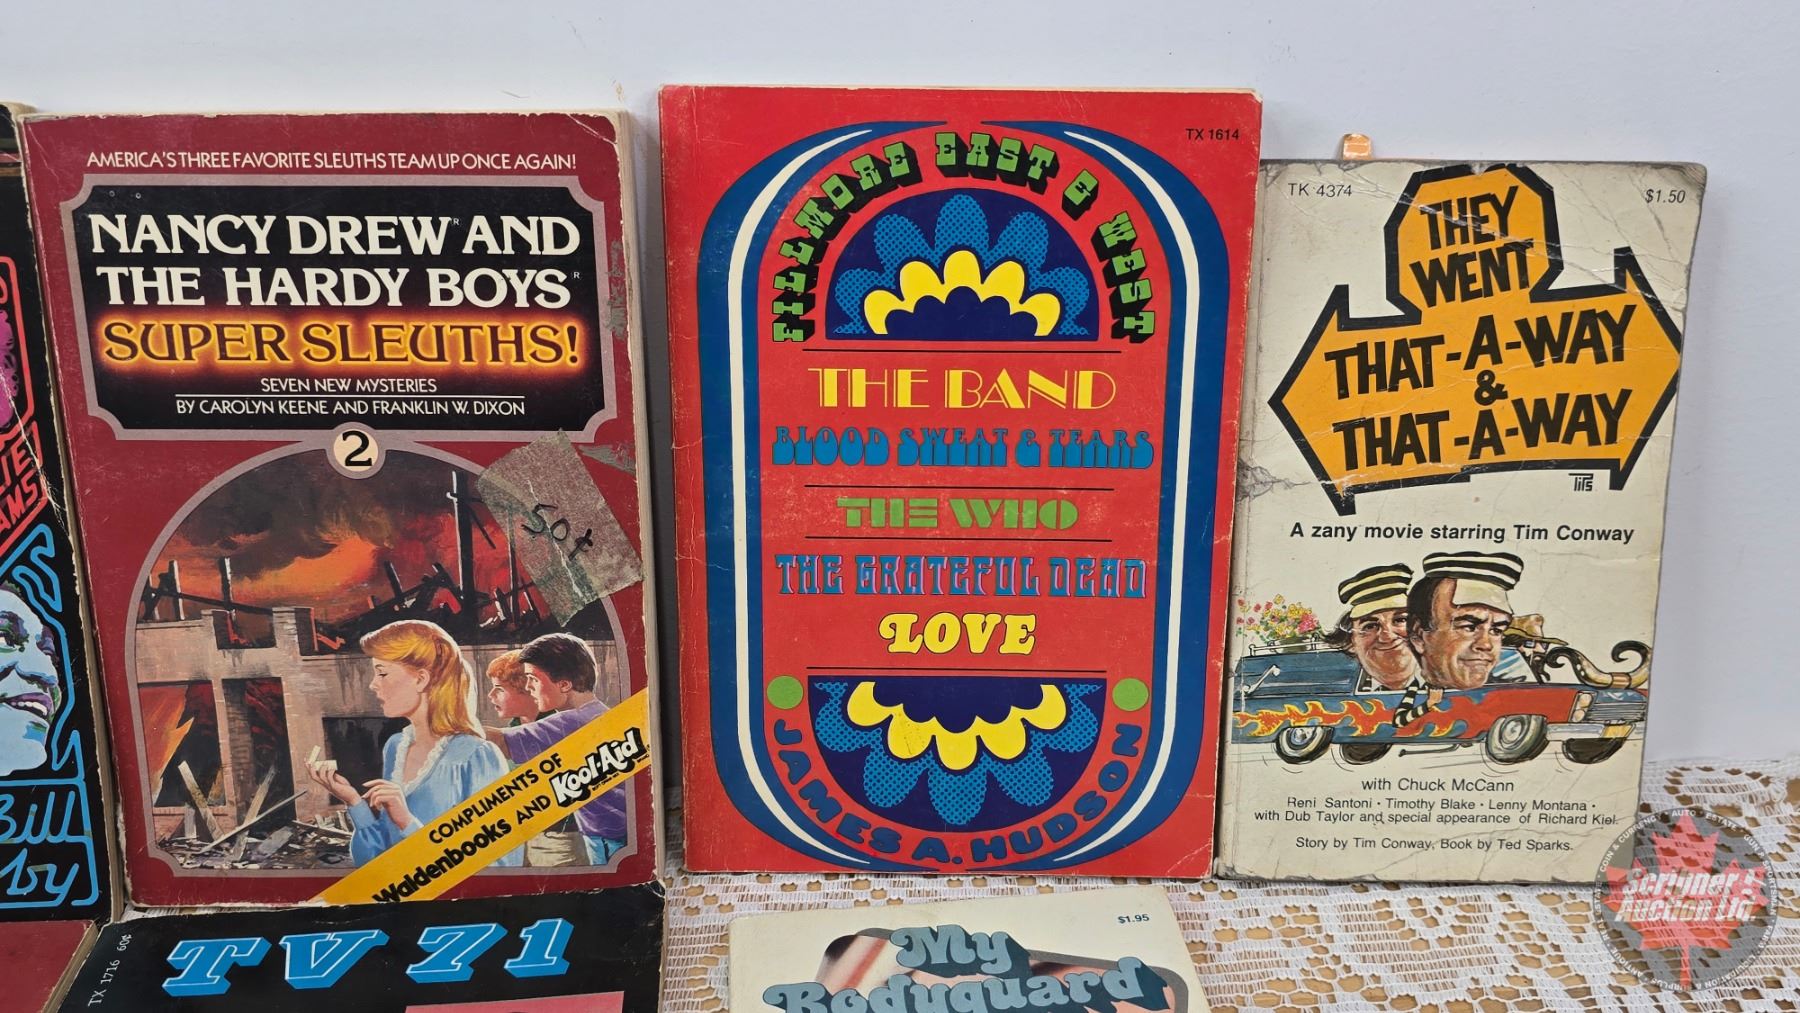 AMERICA'S THREE FAVORITE SLEUTHS TEAM UP ONCE AGAIN!
NANCY DREW® AND
THE HARDY BOYS®
SUPER SLEUTHS!
SEVEN NEW MYSTERIES
BY CAROLYN KEENE AND FRANKLIN W. DIXON
2
50¢
COMPLIMENTS OF
Waldenbooks AND Kool-Aid
TX 1614
FILLMORE EAST & WEST
THE BAND
BLOOD SWEAT & TEARS
THE WHO
THE GRATEFUL DEAD
LOVE
JAMES A. HUDSON
TK 4374
$1.50
THEY
WENT
THAT-A-WAY
&
THAT-A-WAY
A zany movie starring Tim Conway
with Chuck McCann
Reni Santoni · Timothy Blake · Lenny Montana ·
with Dub Taylor and special appearance of Richard Kiel.
Story by Tim Conway, Book by Ted Sparks.
Bill
TX 1716 60¢
TV 71
$1.95
My
Bodyguard
Scribner
Auction Ltd